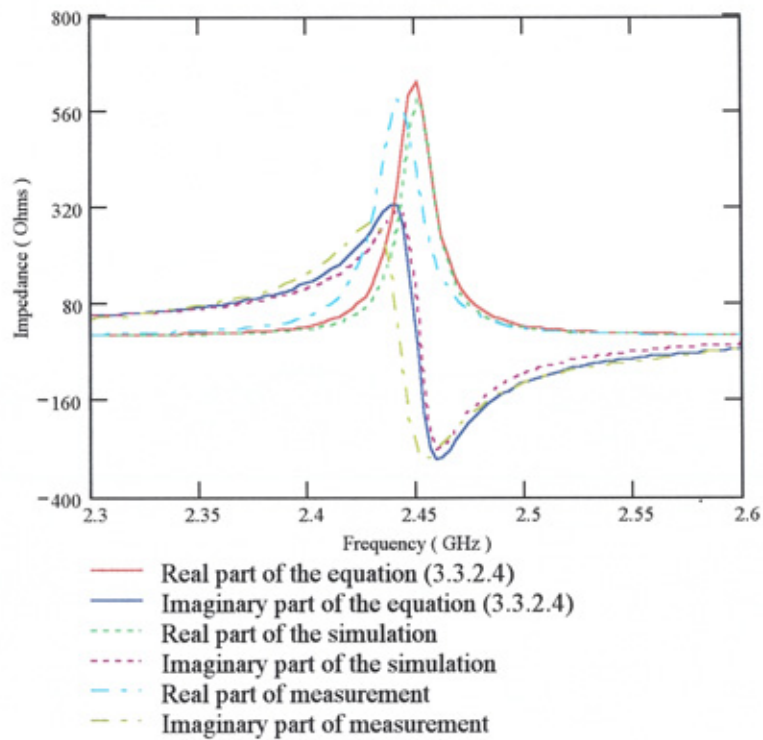 800
560
320
80
−160
−400
Impedance ( Ohms )
2.3 2.35 2.4 2.45 2.5 2.55 2.6
Frequency ( GHz )
Real part of the equation (3.3.2.4)
Imaginary part of the equation (3.3.2.4)
Real part of the simulation
Imaginary part of the simulation
Real part of measurement
Imaginary part of measurement